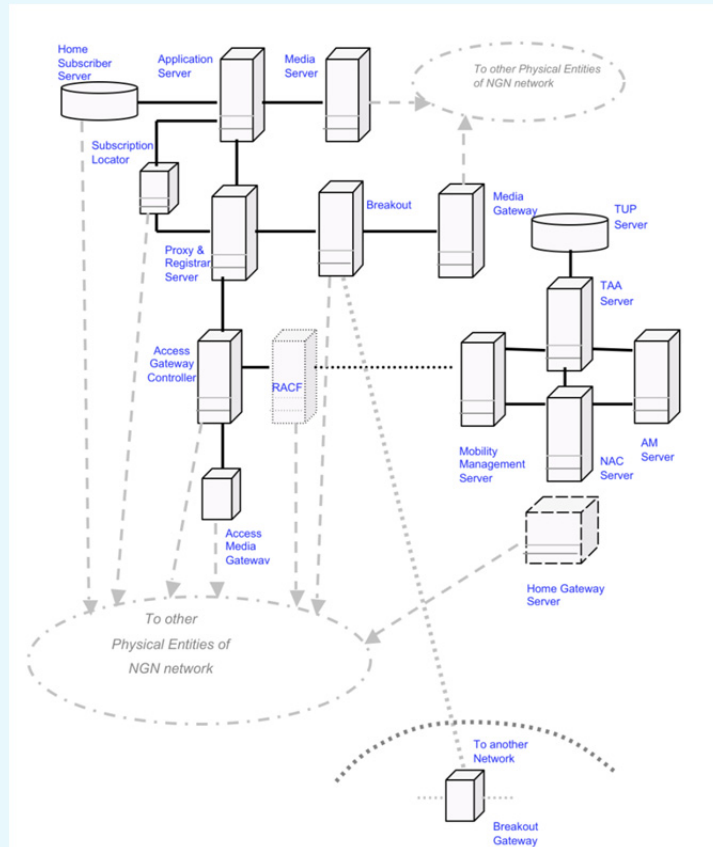 Home
Subscriber
Server
Application
Server
Media
Server
To other Physical Entities
of NGN network
Subscription
Locator
Breakout
Media
Gateway
TUP
Server
Proxy &
Registrar
Server
TAA
Server
Access
Gateway
Controller
RACF
Mobility
Management
Server
NAC Server
AM
Server
Access
Media
Gateway
Home Gateway
Server
To other
Physical Entities of
NGN network
To another
Network
Breakout
Gateway